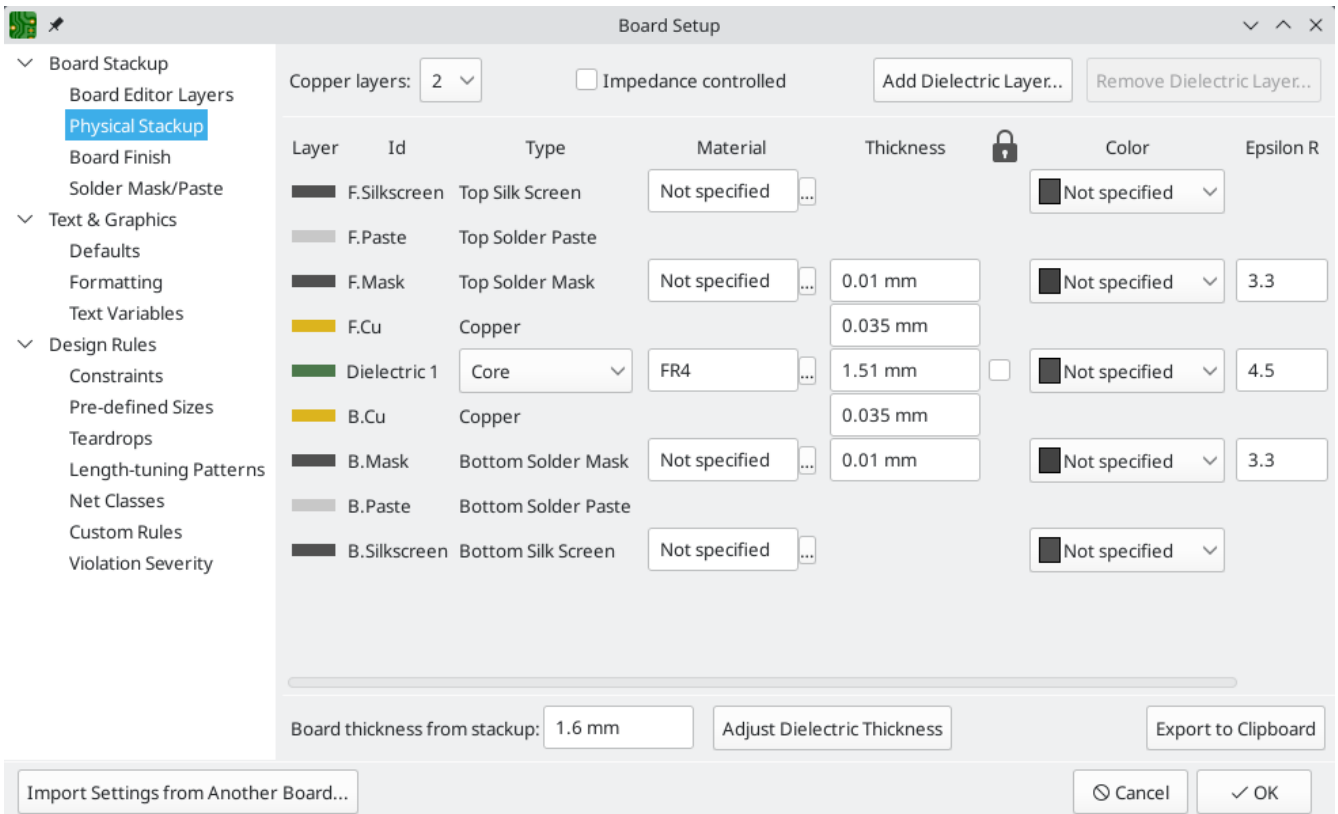 Board Setup
Board Stackup
Board Editor Layers
Physical Stackup
Board Finish
Solder Mask/Paste
Text & Graphics
Defaults
Formatting
Text Variables
Design Rules
Constraints
Pre-defined Sizes
Teardrops
Length-tuning Patterns
Net Classes
Custom Rules
Violation Severity
Copper layers: 2 Impedance controlled Add Dielectric Layer... Remove Dielectric Layer...
Layer Id Type Material Thickness Color Epsilon R
F.Silkscreen Top Silk Screen Not specified ... Not specified
F.Paste Top Solder Paste
F.Mask Top Solder Mask Not specified ... 0.01 mm Not specified 3.3
F.Cu Copper 0.035 mm
Dielectric 1 Core FR4 ... 1.51 mm Not specified 4.5
B.Cu Copper 0.035 mm
B.Mask Bottom Solder Mask Not specified ... 0.01 mm Not specified 3.3
B.Paste Bottom Solder Paste
B.Silkscreen Bottom Silk Screen Not specified ... Not specified
Board thickness from stackup: 1.6 mm Adjust Dielectric Thickness Export to Clipboard
Import Settings from Another Board... Cancel OK